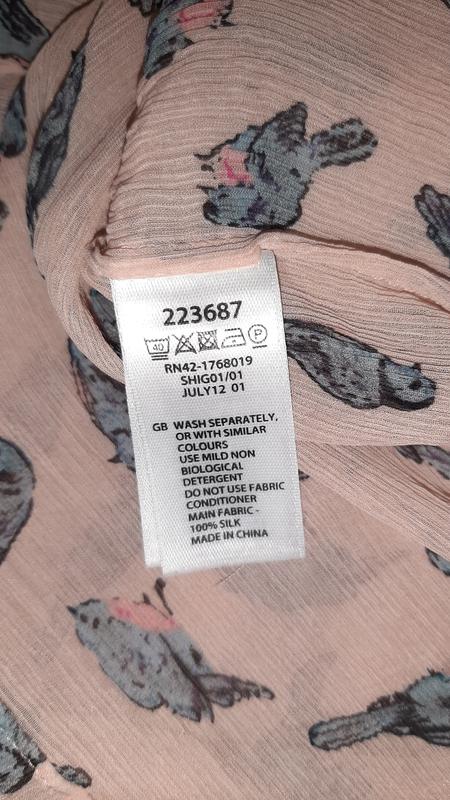 223687
40 P
RN42-1768019
SHIG01/01
JULY12 01
GB WASH SEPARATELY,
OR WITH SIMILAR
COLOURS
USE MILD NON
BIOLOGICAL
DETERGENT
DO NOT USE FABRIC
CONDITIONER
MAIN FABRIC -
100% SILK
MADE IN CHINA